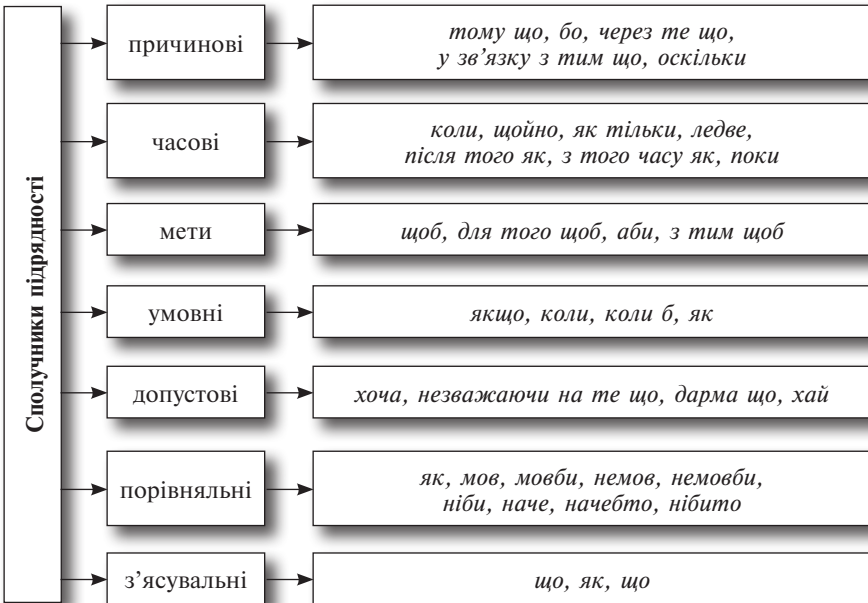 Сполучники підрядності
причинові
тому що, бо, через те що,
у зв’язку з тим що, оскільки
часові
коли, щойно, як тільки, ледве,
після того як, з того часу як, поки
мети
щоб, для того щоб, аби, з тим щоб
умовні
якщо, коли, коли б, як
допустові
хоча, незважаючи на те що, дарма що, хай
порівняльні
як, мов, мовби, немов, немовби,
ніби, наче, начебто, нібито
з’ясувальні
що, як, що